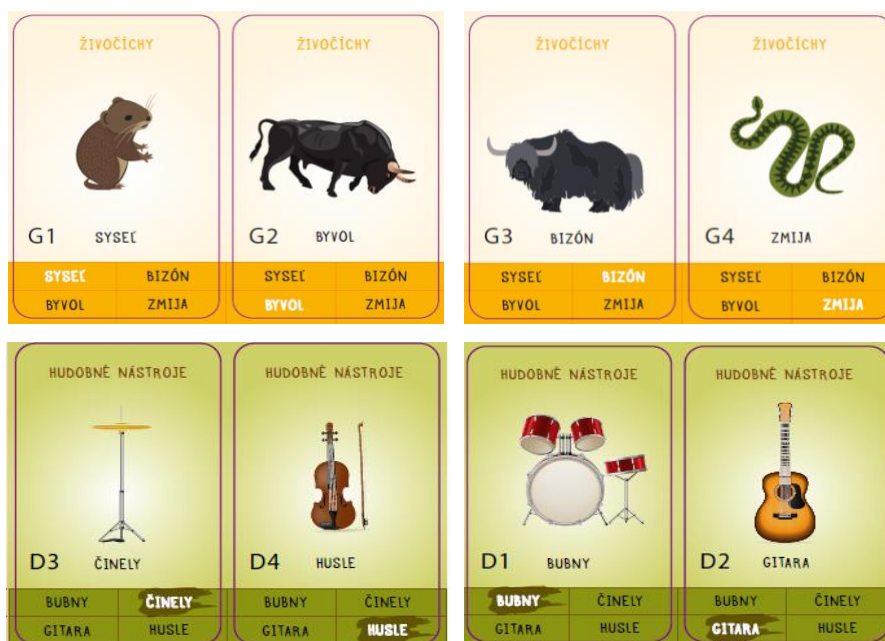 ŽIVOČÍCHY
G1 SYSEĽ
SYSEĽ BIZÓN
BYVOL ZMIJA
ŽIVOČÍCHY
G2 BYVOL
SYSEĽ BIZÓN
BYVOL ZMIJA
ŽIVOČÍCHY
G3 BIZÓN
SYSEĽ BIZÓN
BYVOL ZMIJA
ŽIVOČÍCHY
G4 ZMIJA
SYSEĽ BIZÓN
BYVOL ZMIJA
HUDOBNÉ NÁSTROJE
D3 ČINELY
BUBNY ČINELY
GITARA HUSLE
HUDOBNÉ NÁSTROJE
D4 HUSLE
BUBNY ČINELY
GITARA HUSLE
HUDOBNÉ NÁSTROJE
D1 BUBNY
BUBNY ČINELY
GITARA HUSLE
HUDOBNÉ NÁSTROJE
D2 GITARA
BUBNY ČINELY
GITARA HUSLE